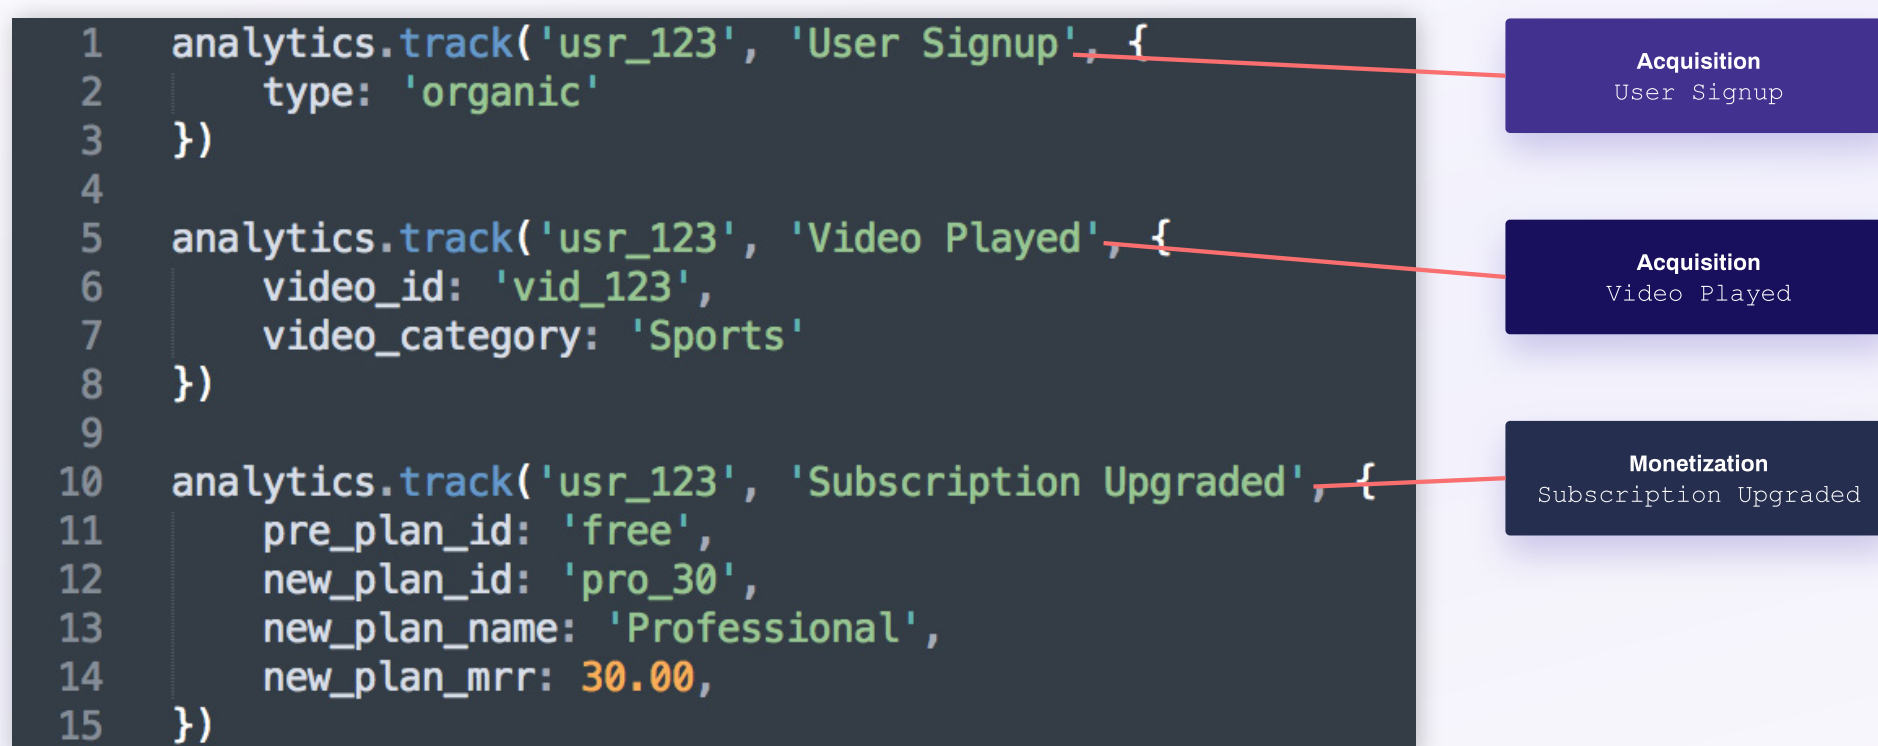 1 analytics.track('usr_123', 'User Signup', {
2 type: 'organic'
3 })
4
5 analytics.track('usr_123', 'Video Played', {
6 video_id: 'vid_123',
7 video_category: 'Sports'
8 })
9
10 analytics.track('usr_123', 'Subscription Upgraded', {
11 pre_plan_id: 'free',
12 new_plan_id: 'pro_30',
13 new_plan_name: 'Professional',
14 new_plan_mrr: 30.00,
15 })
Acquisition
User Signup
Acquisition
Video Played
Monetization
Subscription Upgraded